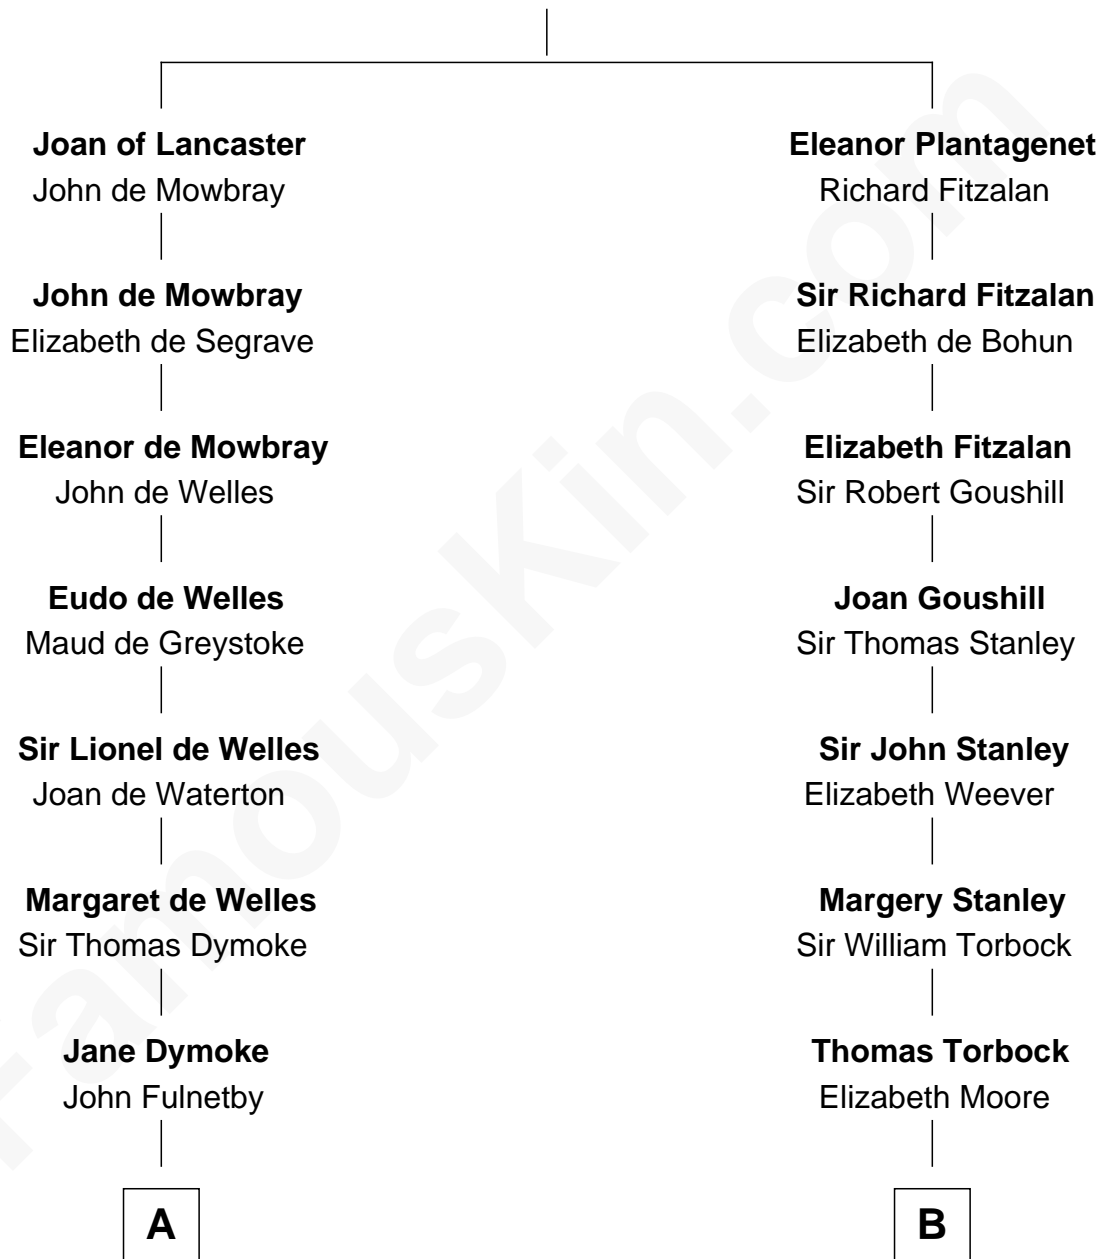 Joan of Lancaster
John de Mowbray
John de Mowbray
Elizabeth de Segrave
Eleanor de Mowbray
John de Welles
Eudo de Welles
Maud de Greystoke
Sir Lionel de Welles
Joan de Waterton
Margaret de Welles
Sir Thomas Dymoke
Jane Dymoke
John Fulnetby
A
Eleanor Plantagenet
Richard Fitzalan
Sir Richard Fitzalan
Elizabeth de Bohun
Elizabeth Fitzalan
Sir Robert Goushill
Joan Goushill
Sir Thomas Stanley
Sir John Stanley
Elizabeth Weever
Margery Stanley
Sir William Torbock
Thomas Torbock
Elizabeth Moore
B
FamousKin.com